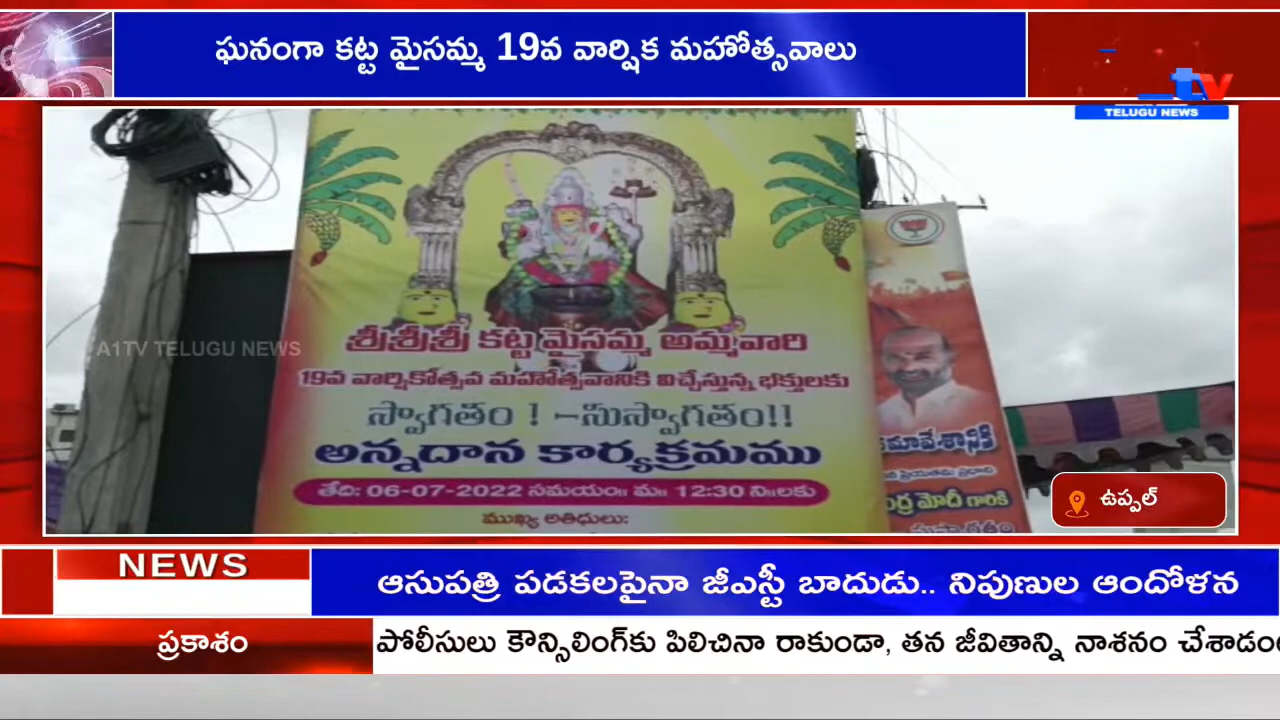 ఘనంగా కట్ట మైసమ్మ 19వ వార్షిక మహోత్సవాలు
tv
TELUGU NEWS
శ్రీశ్రీశ్రీ కట్ట మైసమ్మ అమ్మవారి
19వ వార్షికోత్సవ మహోత్సవానికి విచ్చేస్తున్న భక్తులకు
స్వాగతం ! -సుస్వాగతం!!
అన్నదాన కార్యక్రమము
తేది: 06-07-2022 సమయం॥ మ॥ 12:30 ని॥లకు
ముఖ్య అతిధులు:
A1TV TELUGU NEWS
మోదీ గారికి
ఉప్పల్
NEWS
ఆసుపత్రి పడకలపైనా జీఎస్టీ బాదుడు.. నిపుణుల ఆందోళన
ప్రకాశం
పోలీసులు కౌన్సిలింగ్‌కు పిలిచినా రాకుండా, తన జీవితాన్ని నాశనం చేశాడం